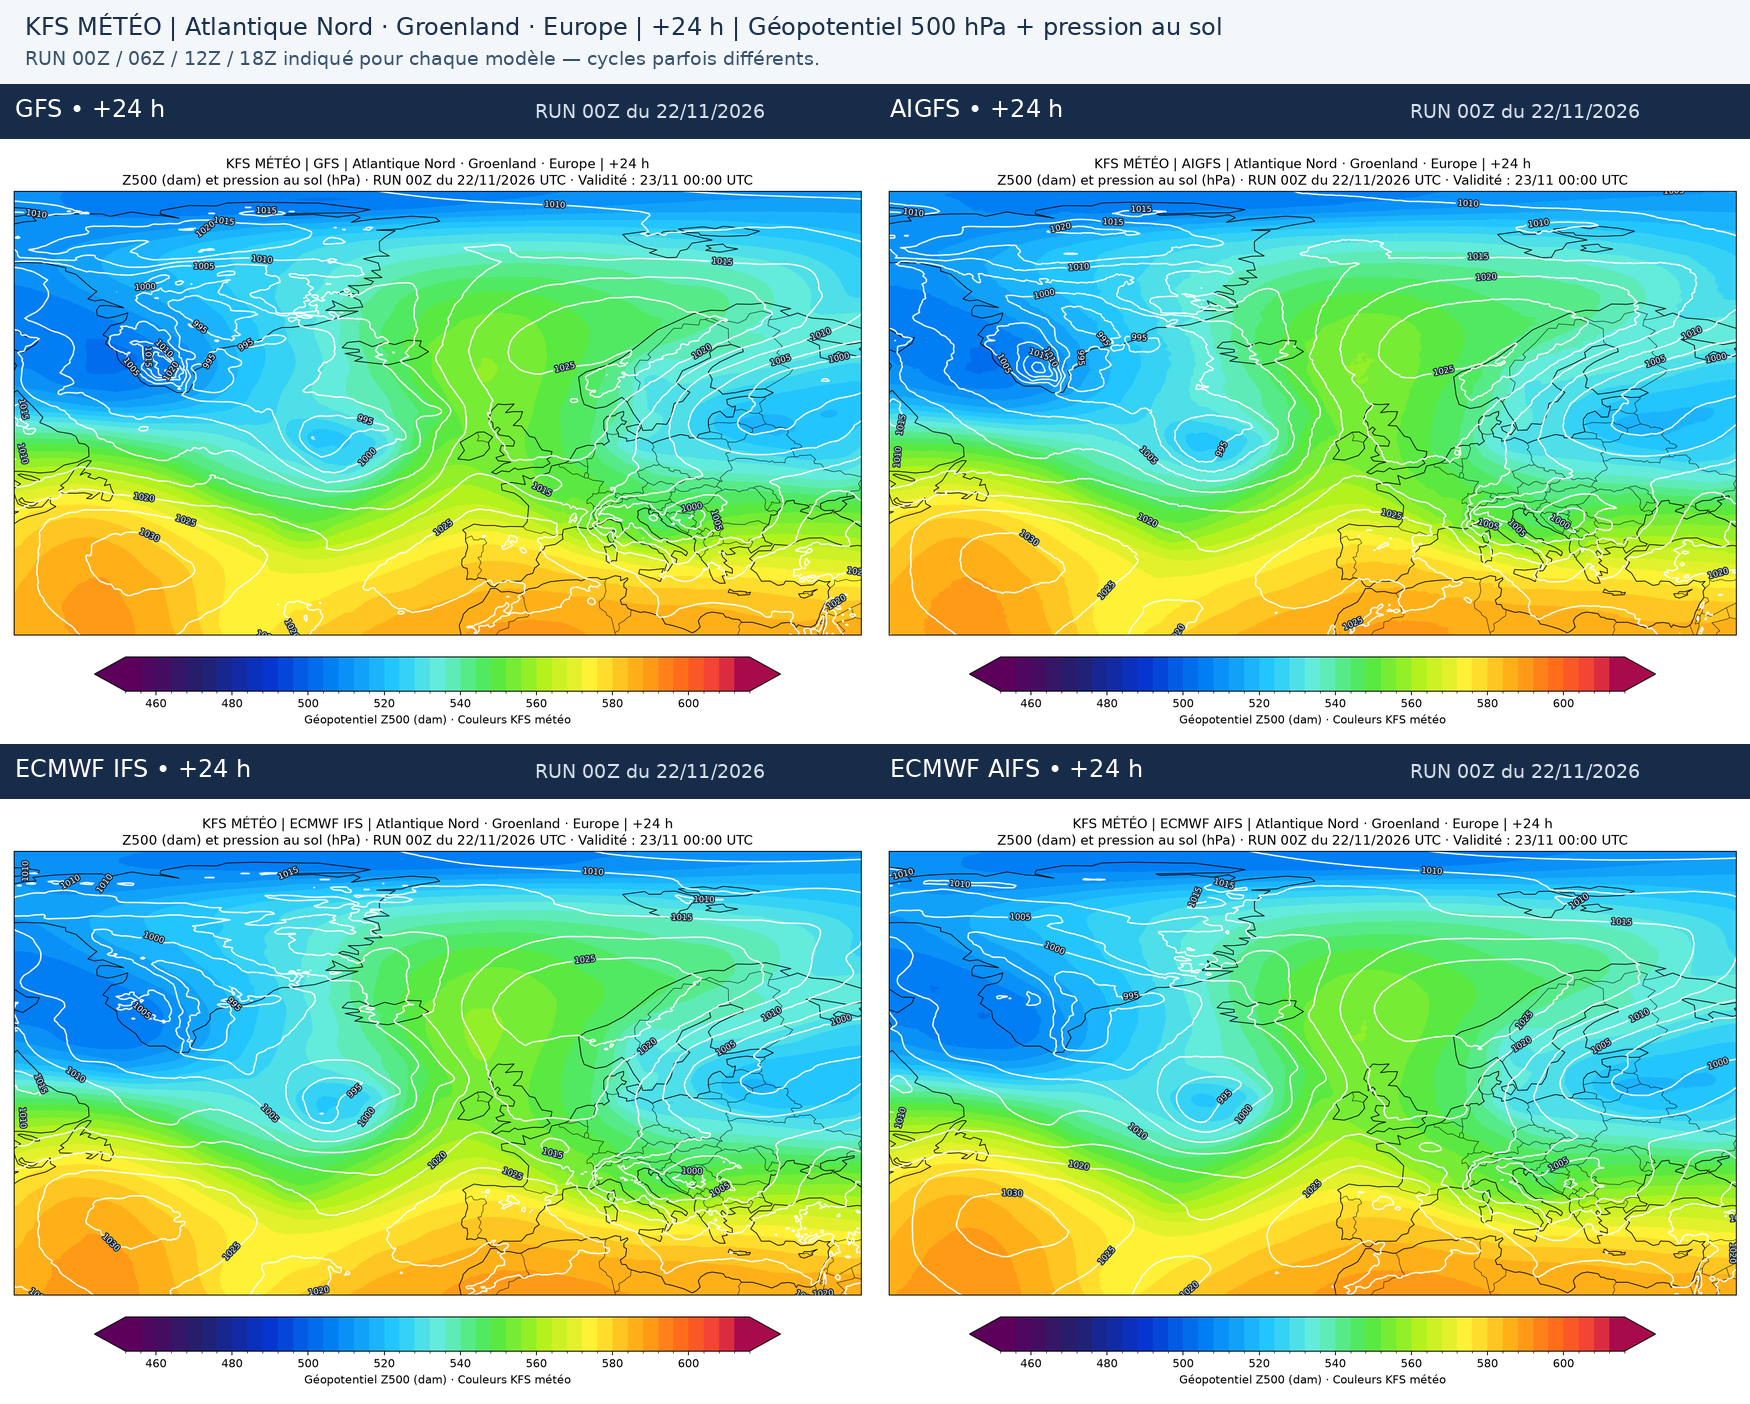 KFS MÉTÉO | Atlantique Nord · Groenland · Europe | +24 h | Géopotentiel 500 hPa + pression au sol
RUN 00Z / 06Z / 12Z / 18Z indiqué pour chaque modèle — cycles parfois différents.
GFS • +24 h
RUN 00Z du 22/11/2026
AIGFS • +24 h
RUN 00Z du 22/11/2026
KFS MÉTÉO | GFS | Atlantique Nord · Groenland · Europe | +24 h
Z500 (dam) et pression au sol (hPa) · RUN 00Z du 22/11/2026 UTC · Validité : 23/11 00:00 UTC
KFS MÉTÉO | AIGFS | Atlantique Nord · Groenland · Europe | +24 h
Z500 (dam) et pression au sol (hPa) · RUN 00Z du 22/11/2026 UTC · Validité : 23/11 00:00 UTC
460 480 500 520 540 560 580 600
Géopotentiel Z500 (dam) · Couleurs KFS météo
460 480 500 520 540 560 580 600
Géopotentiel Z500 (dam) · Couleurs KFS météo
ECMWF IFS • +24 h
RUN 00Z du 22/11/2026
ECMWF AIFS • +24 h
RUN 00Z du 22/11/2026
KFS MÉTÉO | ECMWF IFS | Atlantique Nord · Groenland · Europe | +24 h
Z500 (dam) et pression au sol (hPa) · RUN 00Z du 22/11/2026 UTC · Validité : 23/11 00:00 UTC
KFS MÉTÉO | ECMWF AIFS | Atlantique Nord · Groenland · Europe | +24 h
Z500 (dam) et pression au sol (hPa) · RUN 00Z du 22/11/2026 UTC · Validité : 23/11 00:00 UTC
460 480 500 520 540 560 580 600
Géopotentiel Z500 (dam) · Couleurs KFS météo
460 480 500 520 540 560 580 600
Géopotentiel Z500 (dam) · Couleurs KFS météo